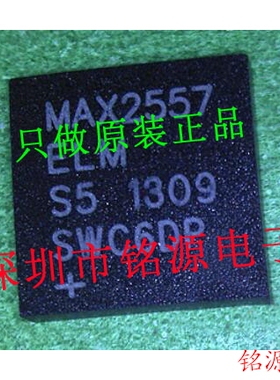 MAX2557
只做原装正品
ELM
S5 1309
SWC6DP
深圳市铭源电子
+
铭源